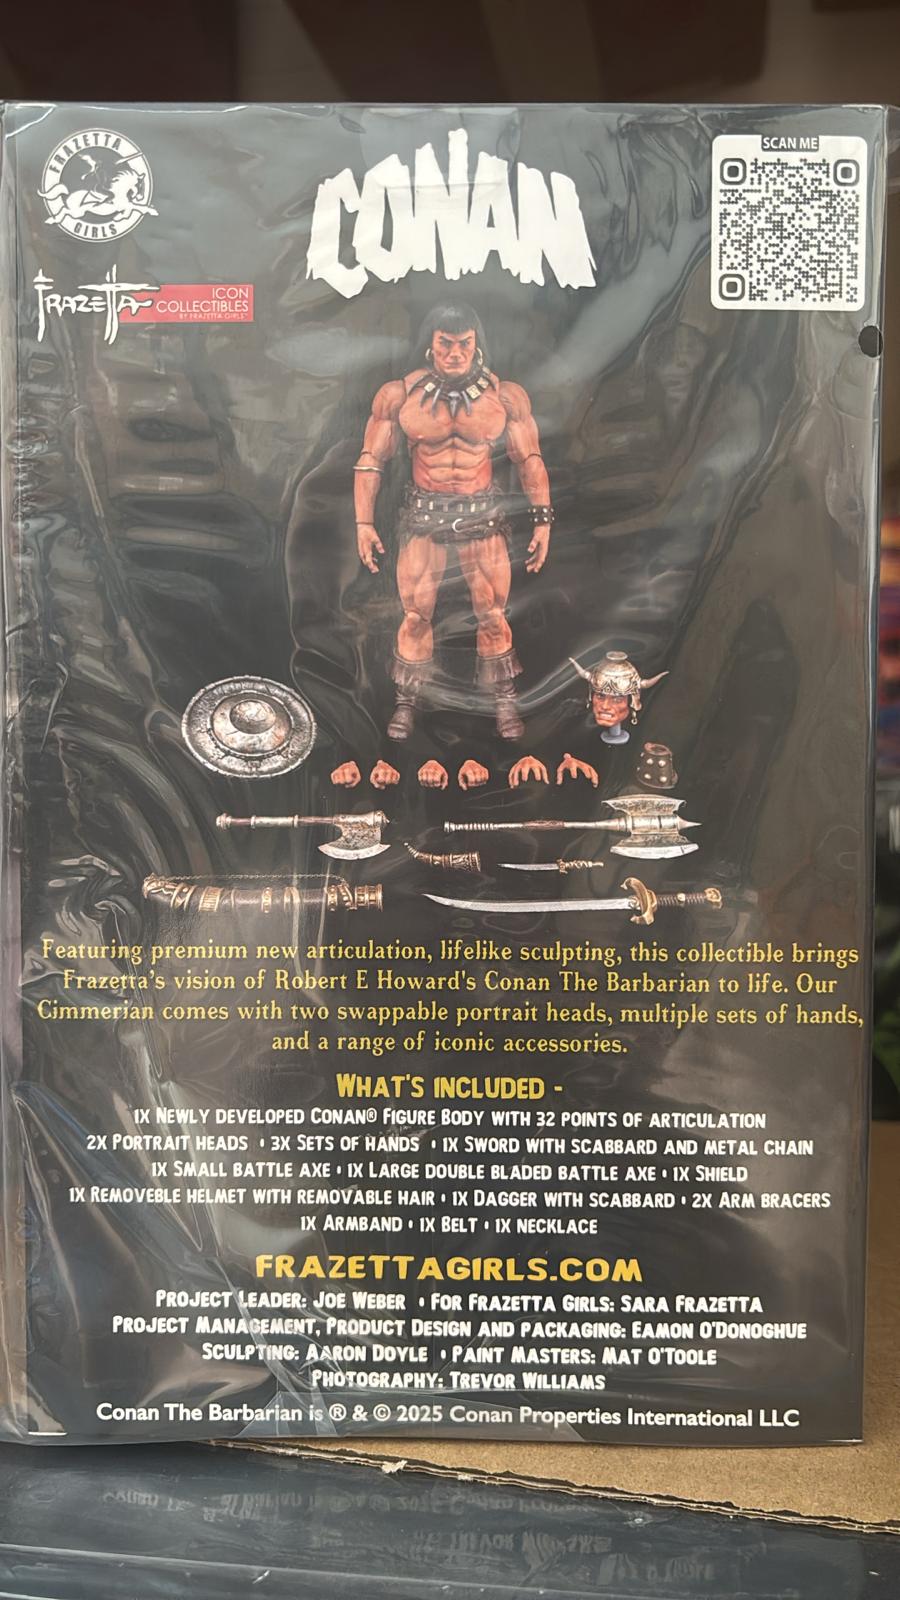 FRAZETTA
GIRLS
CONAN
SCAN ME
FRAZETTA
ICON
COLLECTIBLES
BY FRAZETTA GIRLS™
Featuring premium new articulation, lifelike sculpting, this collectible brings
Frazetta's vision of Robert E Howard's Conan The Barbarian to life. Our
Cimmerian comes with two swappable portrait heads, multiple sets of hands,
and a range of iconic accessories.
WHAT'S INCLUDED -
1X NEWLY DEVELOPED CONAN® FIGURE BODY WITH 32 POINTS OF ARTICULATION
2X PORTRAIT HEADS • 3X SETS OF HANDS • 1X SWORD WITH SCABBARD AND METAL CHAIN
1X SMALL BATTLE AXE • 1X LARGE DOUBLE BLADED BATTLE AXE • 1X SHIELD
1X REMOVEBLE HELMET WITH REMOVABLE HAIR • 1X DAGGER WITH SCABBARD • 2X ARM BRACERS
1X ARMBAND • 1X BELT • 1X NECKLACE
FRAZETTAGIRLS.COM
PROJECT LEADER: JOE WEBER • FOR FRAZETTA GIRLS: SARA FRAZETTA
PROJECT MANAGEMENT, PRODUCT DESIGN AND PACKAGING: EAMON O'DONOGHUE
SCULPTING: AARON DOYLE • PAINT MASTERS: MAT O'TOOLE
PHOTOGRAPHY: TREVOR WILLIAMS
Conan The Barbarian is ® & © 2025 Conan Properties International LLC